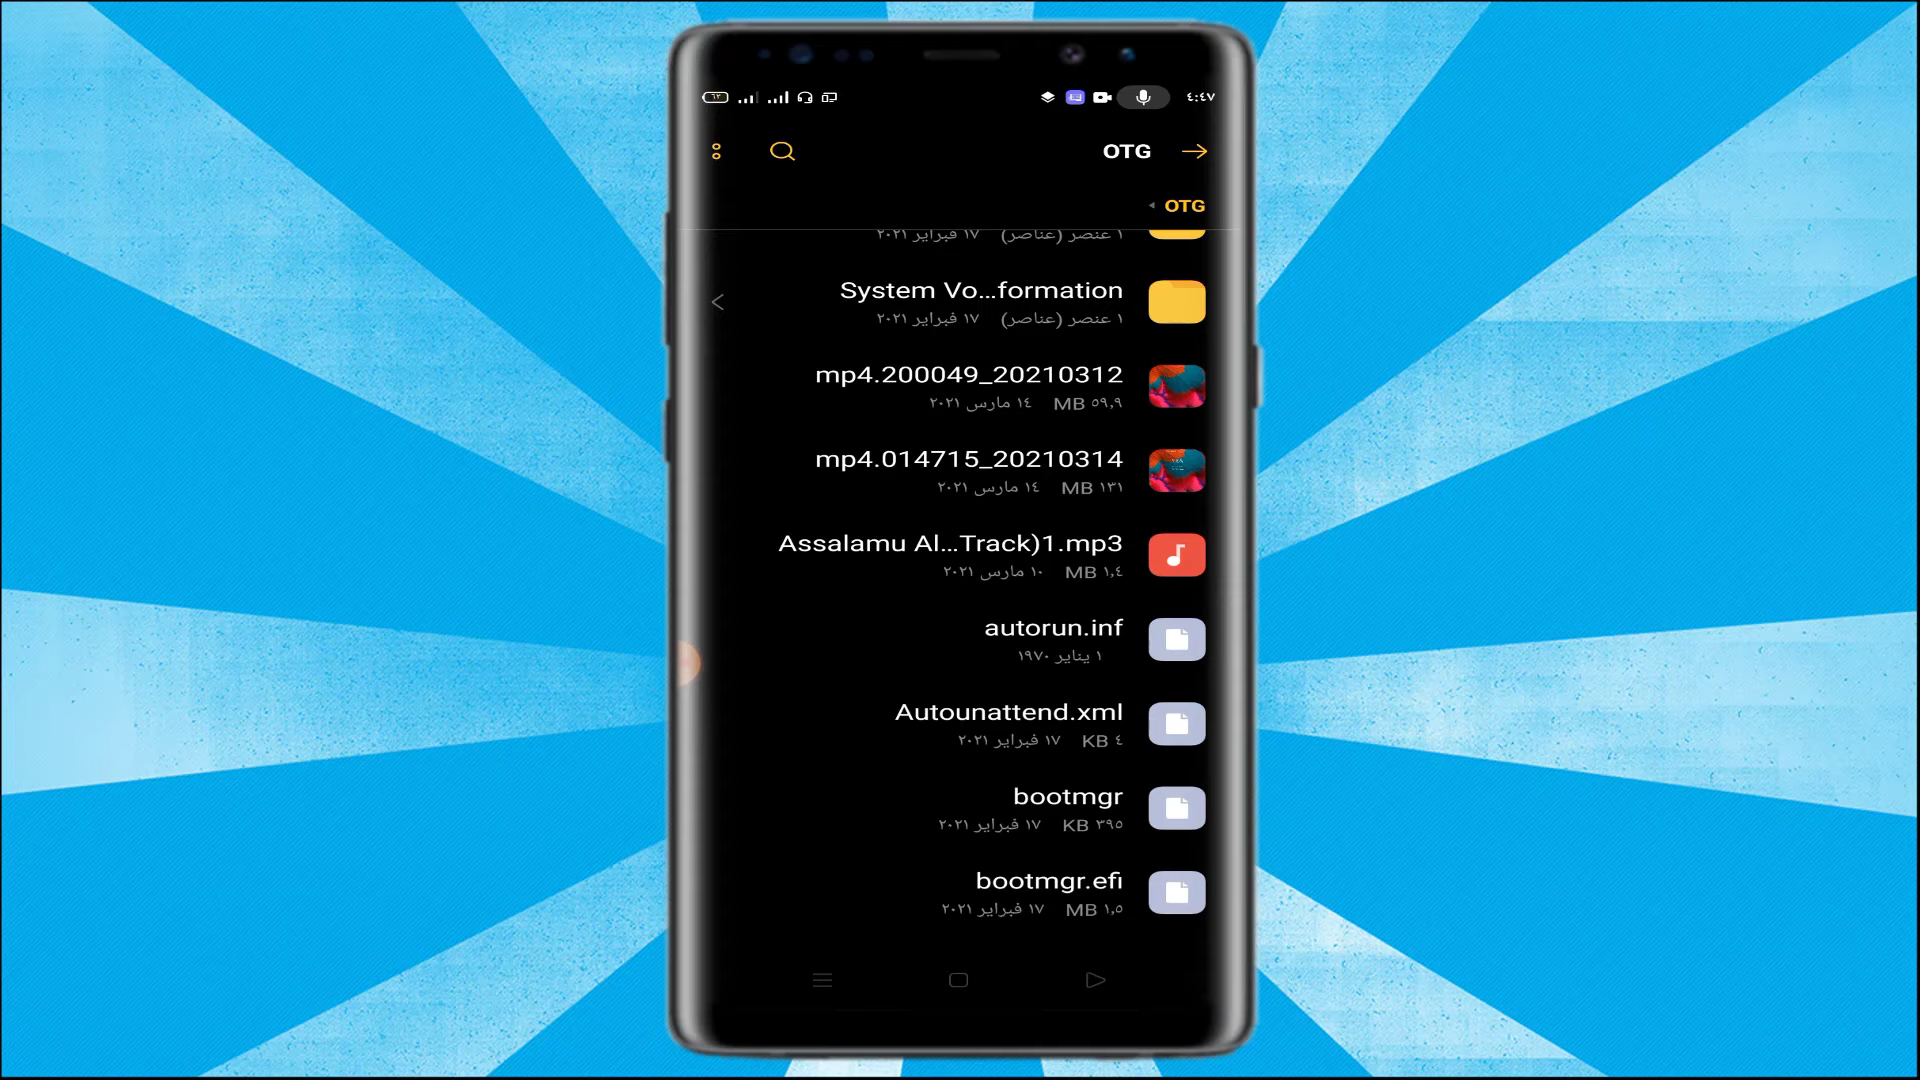 ٦٢ ٤:٤٧
OTG
OTG
١ عنصر (عناصر) ١٧ فبراير ٢٠٢١
System Vo...formation
١ عنصر (عناصر) ١٧ فبراير ٢٠٢١
mp4.200049_20210312
MB ٥٩,٩ ١٤ مارس ٢٠٢١
mp4.014715_20210314
MB ١٣١ ١٤ مارس ٢٠٢١
Assalamu Al...Track)1.mp3
MB ١,٤ ١٠ مارس ٢٠٢١
autorun.inf
١ يناير ١٩٧٠
Autounattend.xml
KB ٤ ١٧ فبراير ٢٠٢١
bootmgr
KB ٣٩٥ ١٧ فبراير ٢٠٢١
bootmgr.efi
MB ١,٥ ١٧ فبراير ٢٠٢١